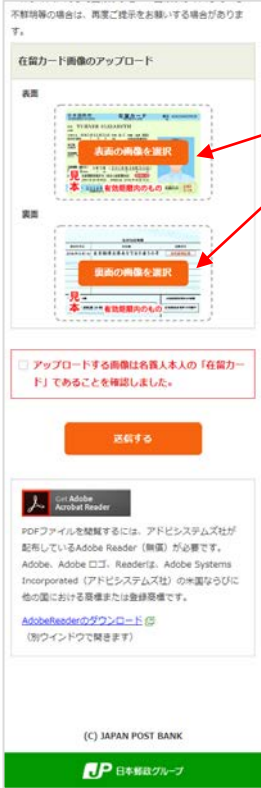 不鮮明等の場合は、再度ご提示をお願いする場合がありま
す。
在留カード画像のアップロード
表面
在留カード
TURNER ELIZABETH
表面の画像を選択
見本
有効期限内のもの
裏面
裏面の画像を選択
見本
有効期限内のもの
アップロードする画像は名義人本人の「在留カー
ド」であることを確認しました。
送信する
Get Adobe
Acrobat Reader
PDFファイルを閲覧するには、アドビシステムズ社が
配布しているAdobe Reader（無償）が必要です。
Adobe、Adobe ロゴ、Readerは、Adobe Systems
Incorporated（アドビシステムズ社）の米国ならびに
他の国における商標または登録商標です。
AdobeReaderのダウンロード
（別ウインドウで開きます）
(C) JAPAN POST BANK
JP 日本郵政グループ